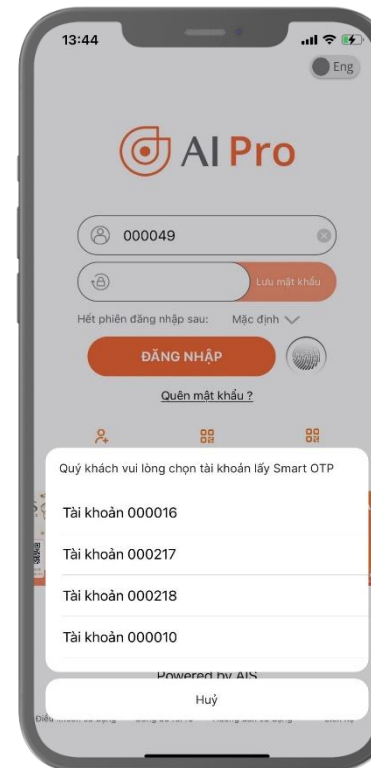 13:44
Eng
AI Pro
000049
Lưu mật khẩu
Hết phiên đăng nhập sau: Mặc định
ĐĂNG NHẬP
Quên mật khẩu ?
Quý khách vui lòng chọn tài khoản lấy Smart OTP
Tài khoản 000016
Tài khoản 000217
Tài khoản 000218
Tài khoản 000010
Powered by AIS
Huỷ